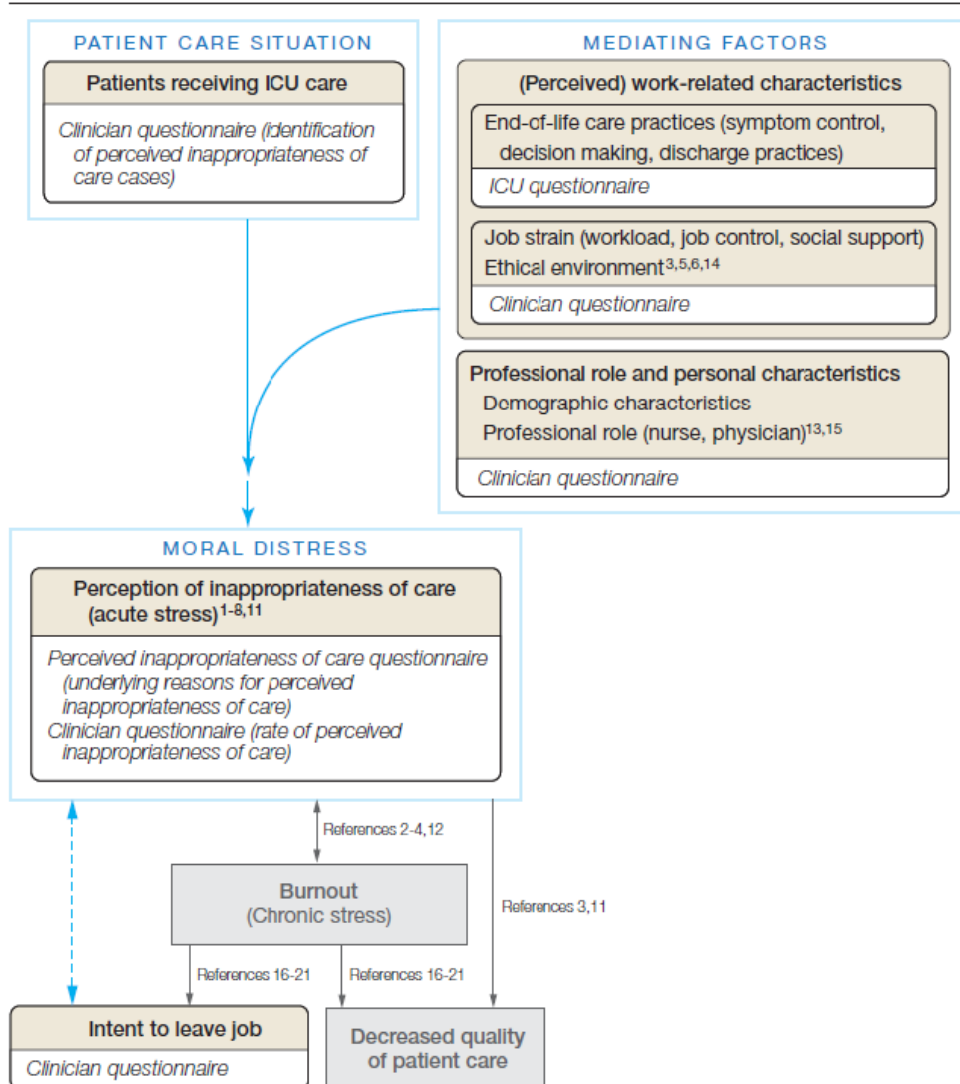 PATIENT CARE SITUATION
Patients receiving ICU care
Clinician questionnaire (identification
of perceived inappropriateness of
care cases)
MEDIATING FACTORS
(Perceived) work-related characteristics
End-of-life care practices (symptom control,
decision making, discharge practices)
ICU questionnaire
Job strain (workload, job control, social support)
Ethical environment3,5,6,14
Clinician questionnaire
Professional role and personal characteristics
Demographic characteristics
Professional role (nurse, physician)13,15
Clinician questionnaire
MORAL DISTRESS
Perception of inappropriateness of care
(acute stress)1-8,11
Perceived inappropriateness of care questionnaire
(underlying reasons for perceived
inappropriateness of care)
Clinician questionnaire (rate of perceived
inappropriateness of care)
References 2-4,12
Burnout
(Chronic stress)
References 3,11
References 16-21
References 16-21
Intent to leave job
Clinician questionnaire
Decreased quality
of patient care